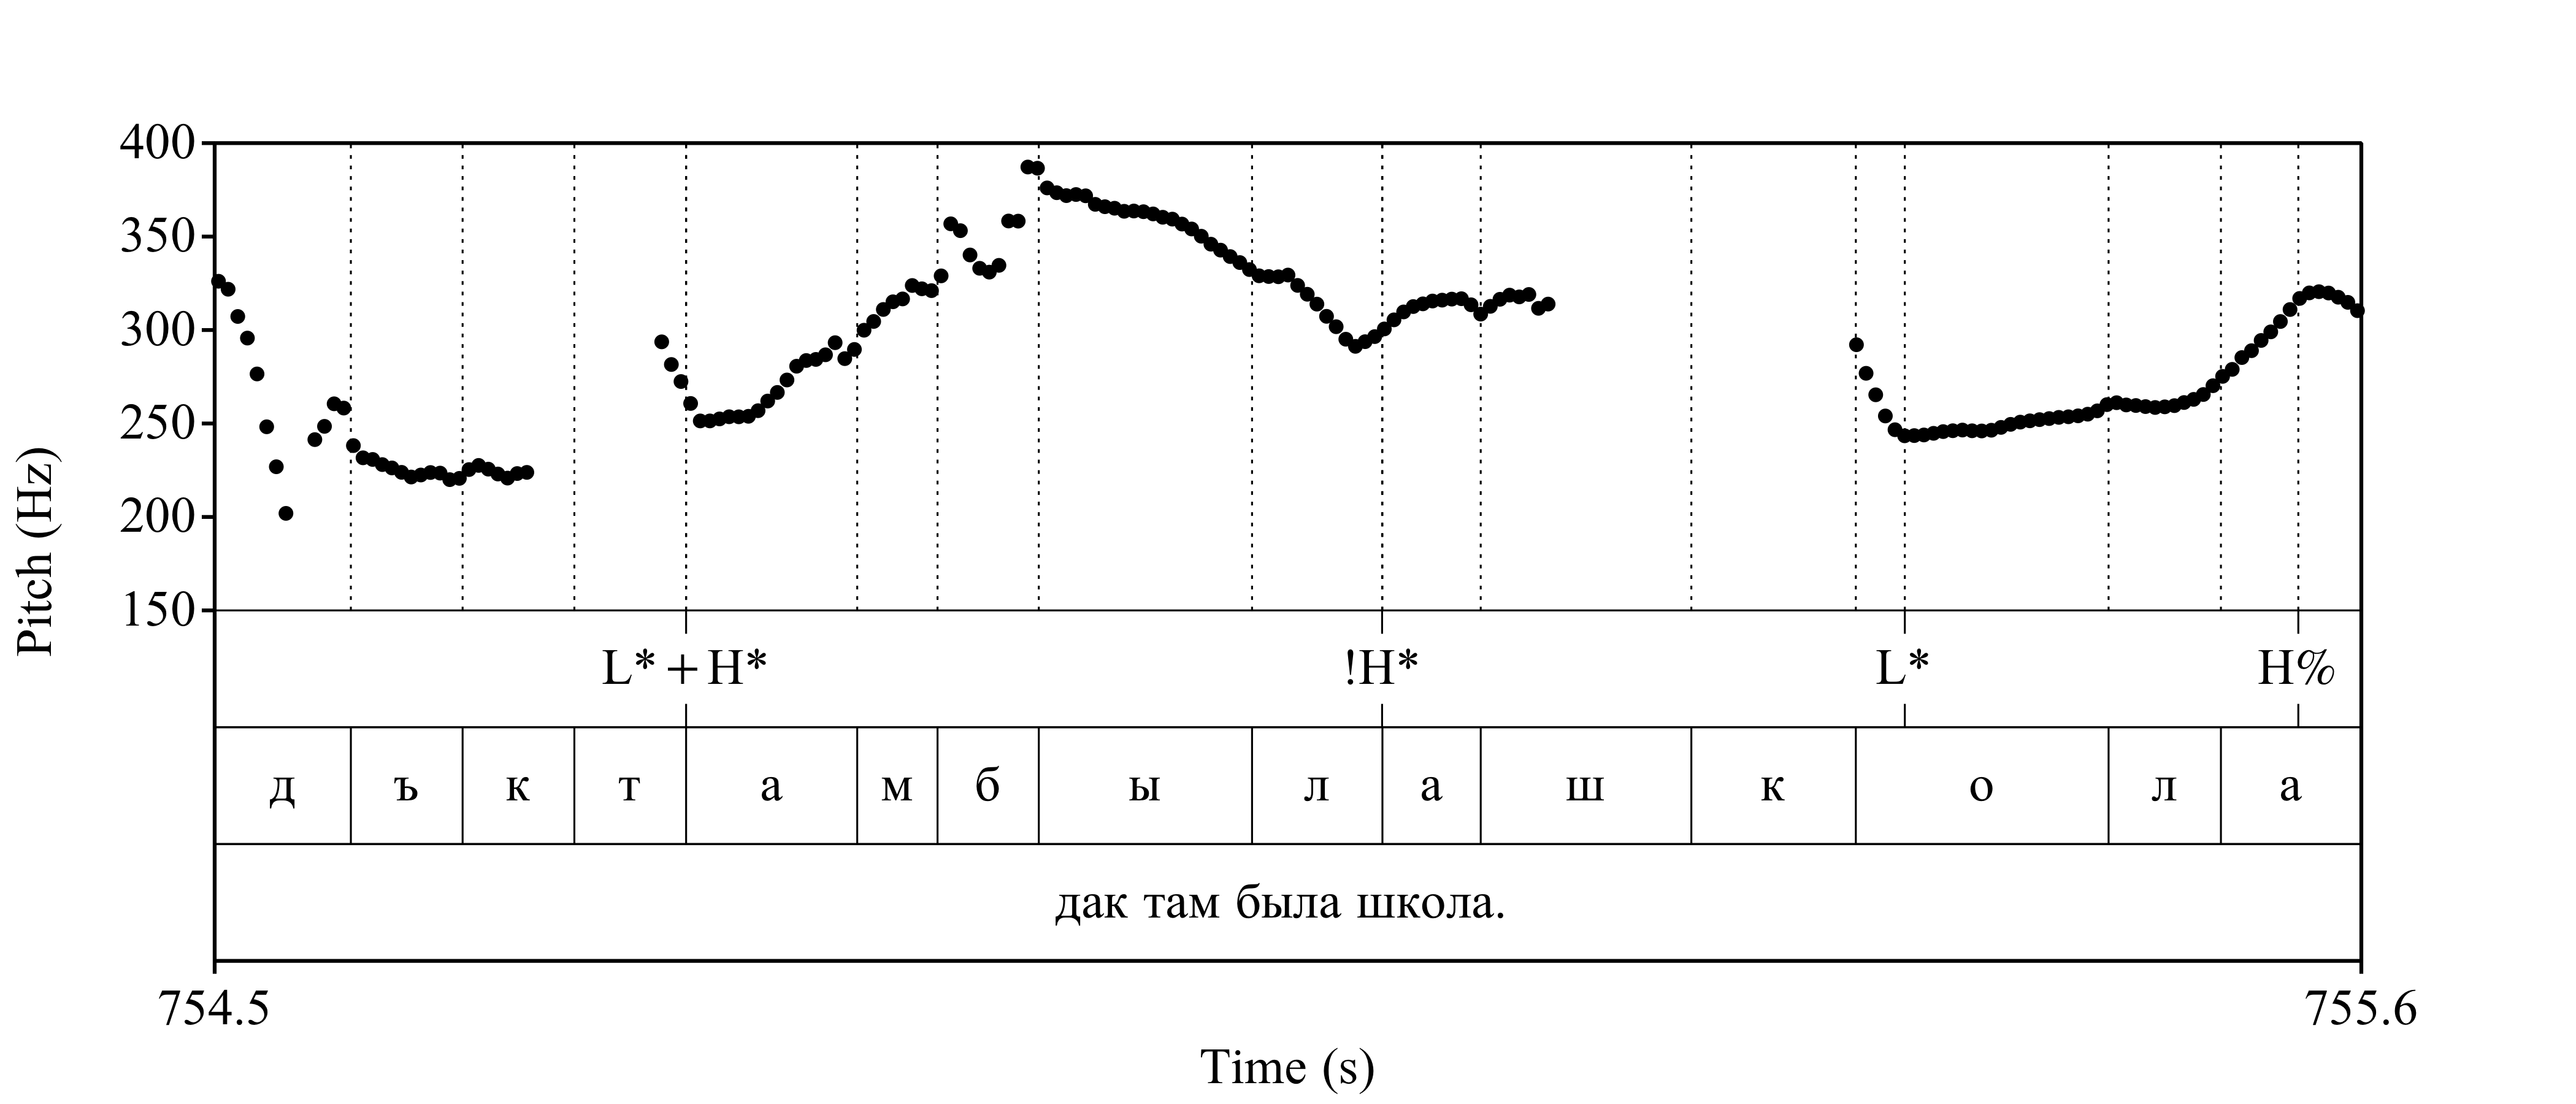 400
350
300
250
200
150
Pitch (Hz)
L*+H* !H* L* H%
д ъ к т а м б ы л а ш к о л а
дак там была школа.
754.5 755.6
Time (s)